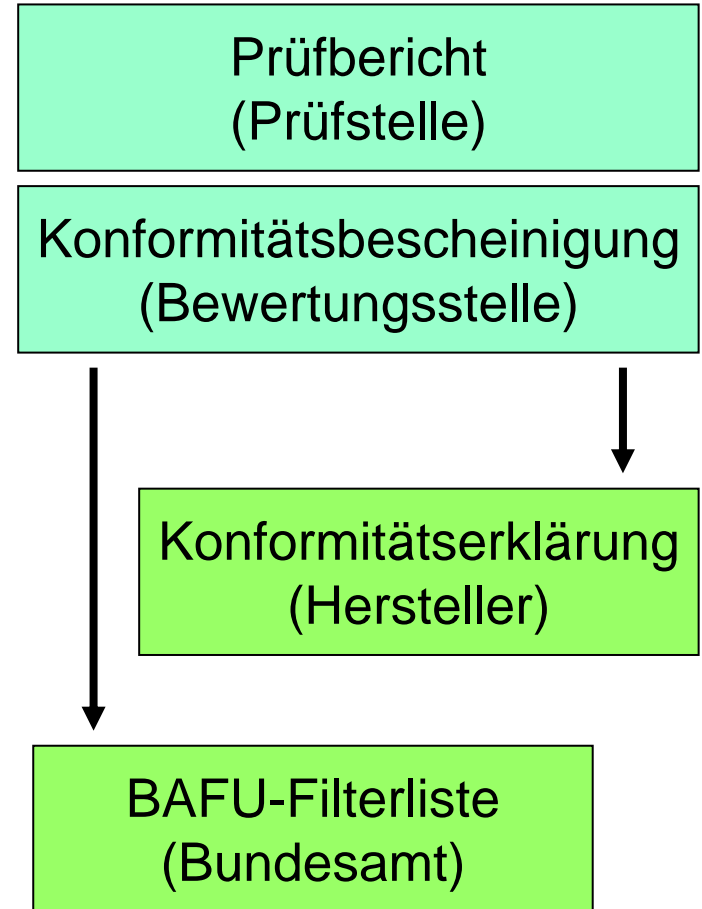 Prüfbericht
(Prüfstelle)
Konformitätsbescheinigung
(Bewertungsstelle)
Konformitätserklärung
(Hersteller)
BAFU-Filterliste
(Bundesamt)